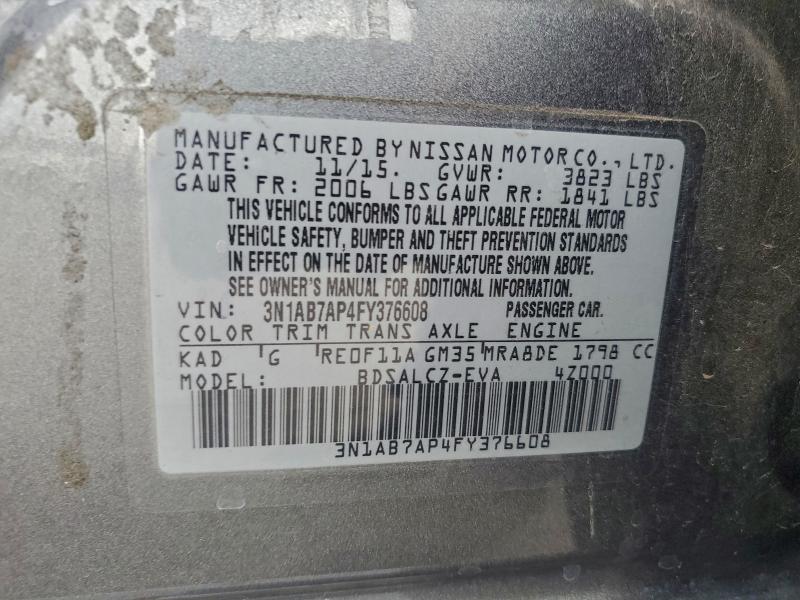 MANUFACTURED BY NISSAN MOTOR CO., LTD.
DATE: 11/15. GVWR: 3823 LBS
GAWR FR: 2006 LBS GAWR RR: 1841 LBS
THIS VEHICLE CONFORMS TO ALL APPLICABLE FEDERAL MOTOR
VEHICLE SAFETY, BUMPER AND THEFT PREVENTION STANDARDS
IN EFFECT ON THE DATE OF MANUFACTURE SHOWN ABOVE.
SEE OWNER'S MANUAL FOR ADDITIONAL INFORMATION.
VIN: 3N1AB7AP4FY376608 PASSENGER CAR.
COLOR TRIM TRANS AXLE ENGINE
KAD G RE0F11A GM35 MRA8DE 1798 CC
MODEL: BDSALCZ-EVA 4Z000
3N1AB7AP4FY376608